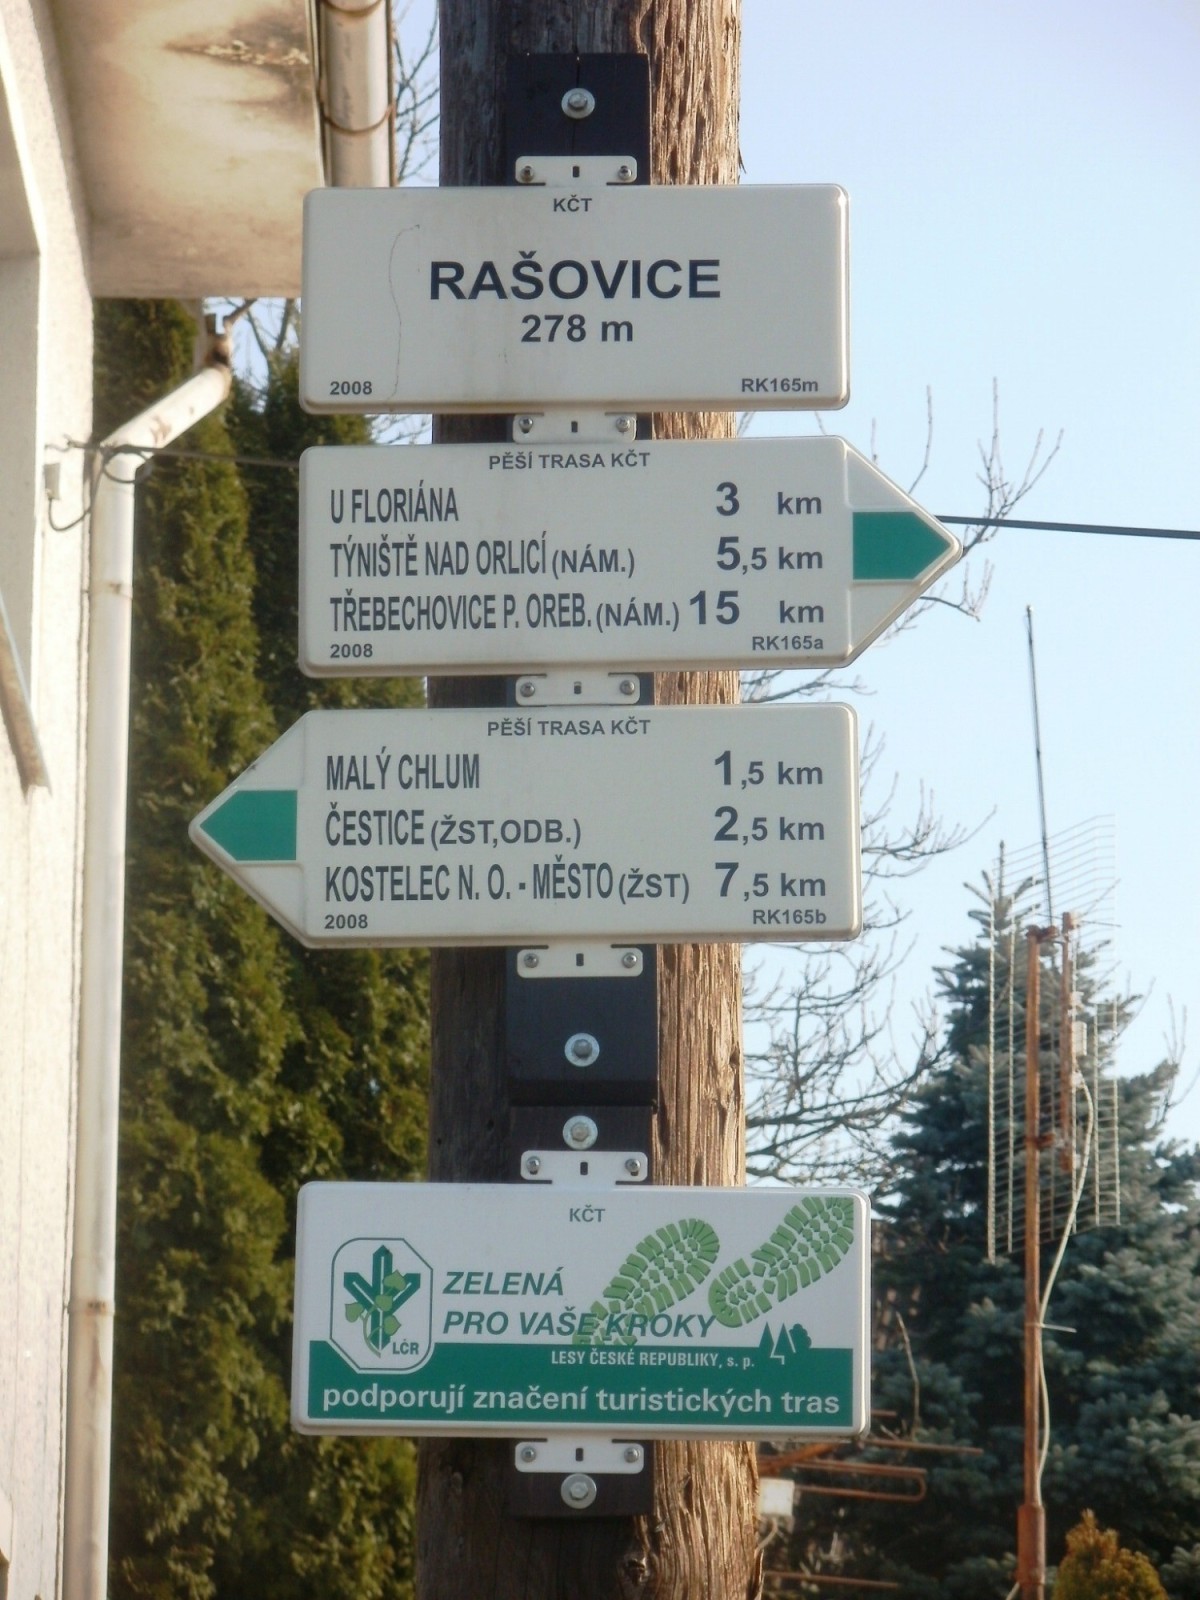 KČT
RAŠOVICE
278 m
2008 RK165m
PĚŠÍ TRASA KČT
U FLORIÁNA 3 km
TÝNIŠTĚ NAD ORLICÍ (NÁM.) 5,5 km
TŘEBECHOVICE P. OREB. (NÁM.) 15 km
2008 RK165a
PĚŠÍ TRASA KČT
MALÝ CHLUM 1,5 km
ČESTICE (ŽST,ODB.) 2,5 km
KOSTELEC N. O. - MĚSTO (ŽST) 7,5 km
2008 RK165b
KČT
ZELENÁ
PRO VAŠE KROKY
LČR
LESY ČESKÉ REPUBLIKY, s. p.
podporují značení turistických tras